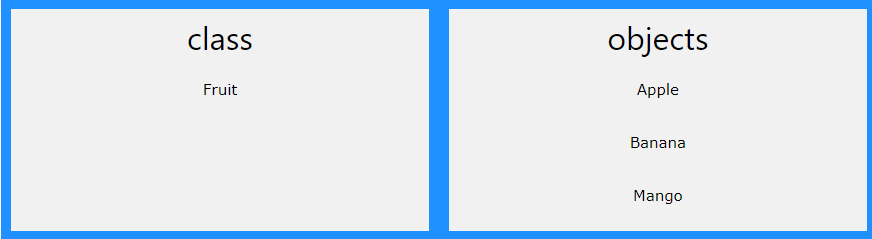 class
Fruit
objects
Apple
Banana
Mango